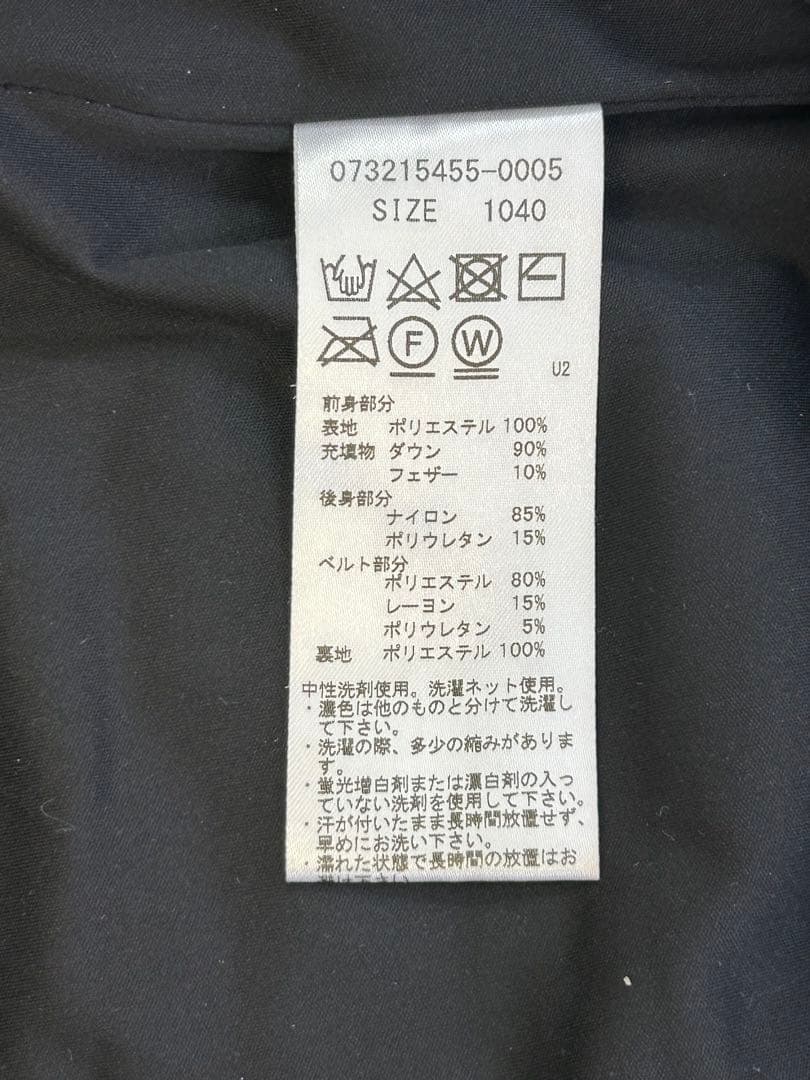 073215455-0005
SIZE 1040
F W
U2
前身部分
表地 ポリエステル 100%
充填物 ダウン 90%
フェザー 10%
後身部分
ナイロン 85%
ポリウレタン 15%
ベルト部分
ポリエステル 80%
レーヨン 15%
ポリウレタン 5%
裏地 ポリエステル 100%
中性洗剤使用。洗濯ネット使用。
・濃色は他のものと分けて洗濯し
て下さい。
・洗濯の際、多少の縮みがありま
す。
・蛍光増白剤または漂白剤の入っ
ていない洗剤を使用して下さい。
・汗が付いたまま長時間放置せず、
早めにお洗い下さい。
・濡れた状態で長時間の放置はお